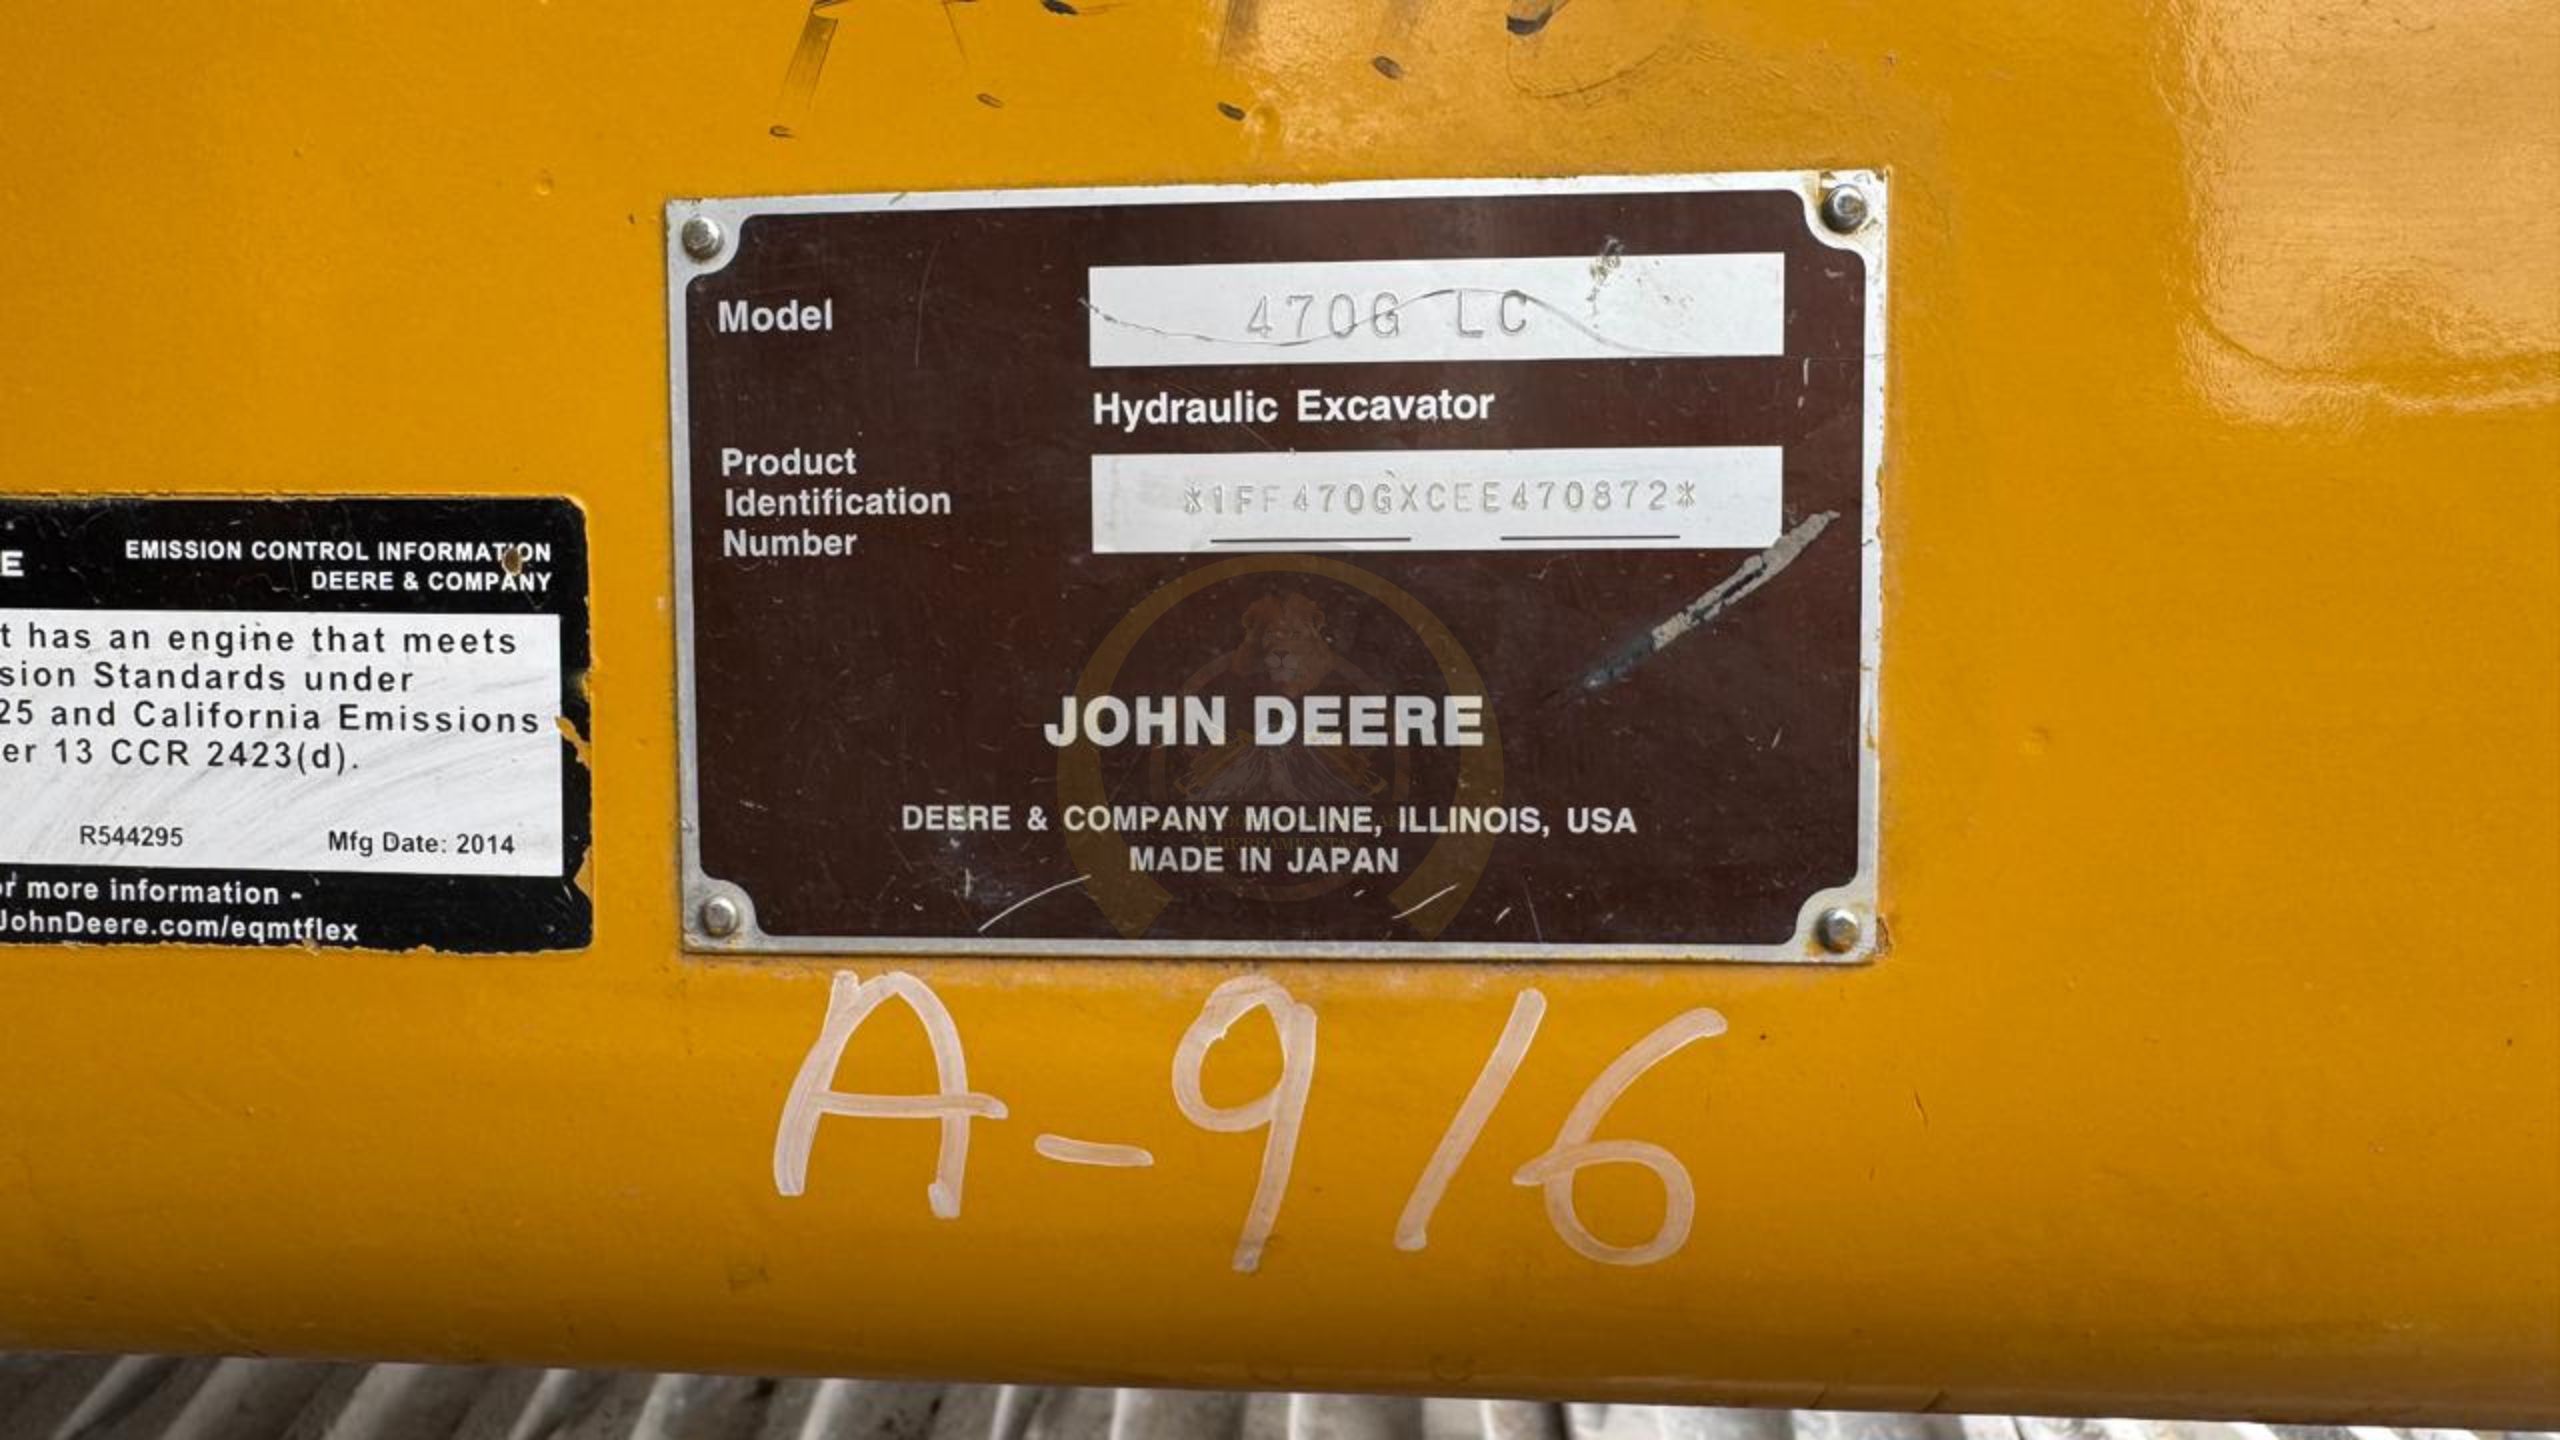 Model
470G LC
Hydraulic Excavator
Product
Identification
Number
*1FF470GXCEE470872*
JOHN DEERE
DEERE & COMPANY MOLINE, ILLINOIS, USA
MADE IN JAPAN
E
EMISSION CONTROL INFORMATION
DEERE & COMPANY
t has an engine that meets
sion Standards under
25 and California Emissions
er 13 CCR 2423(d).
R544295 Mfg Date: 2014
or more information -
JohnDeere.com/eqmtflex
A-916